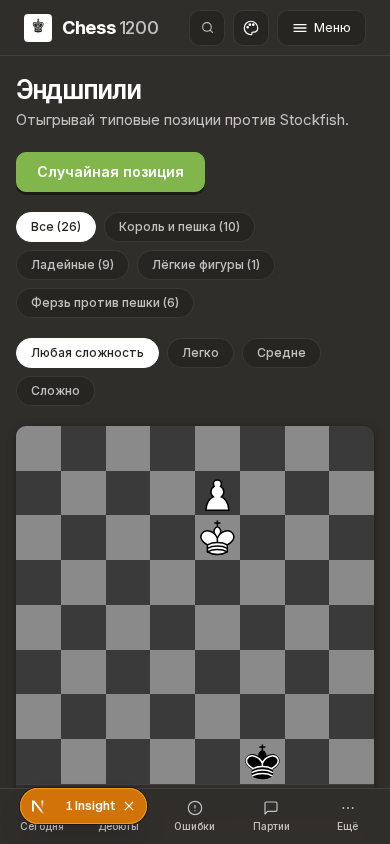 Chess 1200
Меню
Эндшпили
Отыгрывай типовые позиции против Stockfish.
Случайная позиция
Все (26)
Король и пешка (10)
Ладейные (9)
Лёгкие фигуры (1)
Ферзь против пешки (6)
Любая сложность
Легко
Средне
Сложно
N 1 Insight
Сегодня
Дебюты
Ошибки
Партии
Ещё